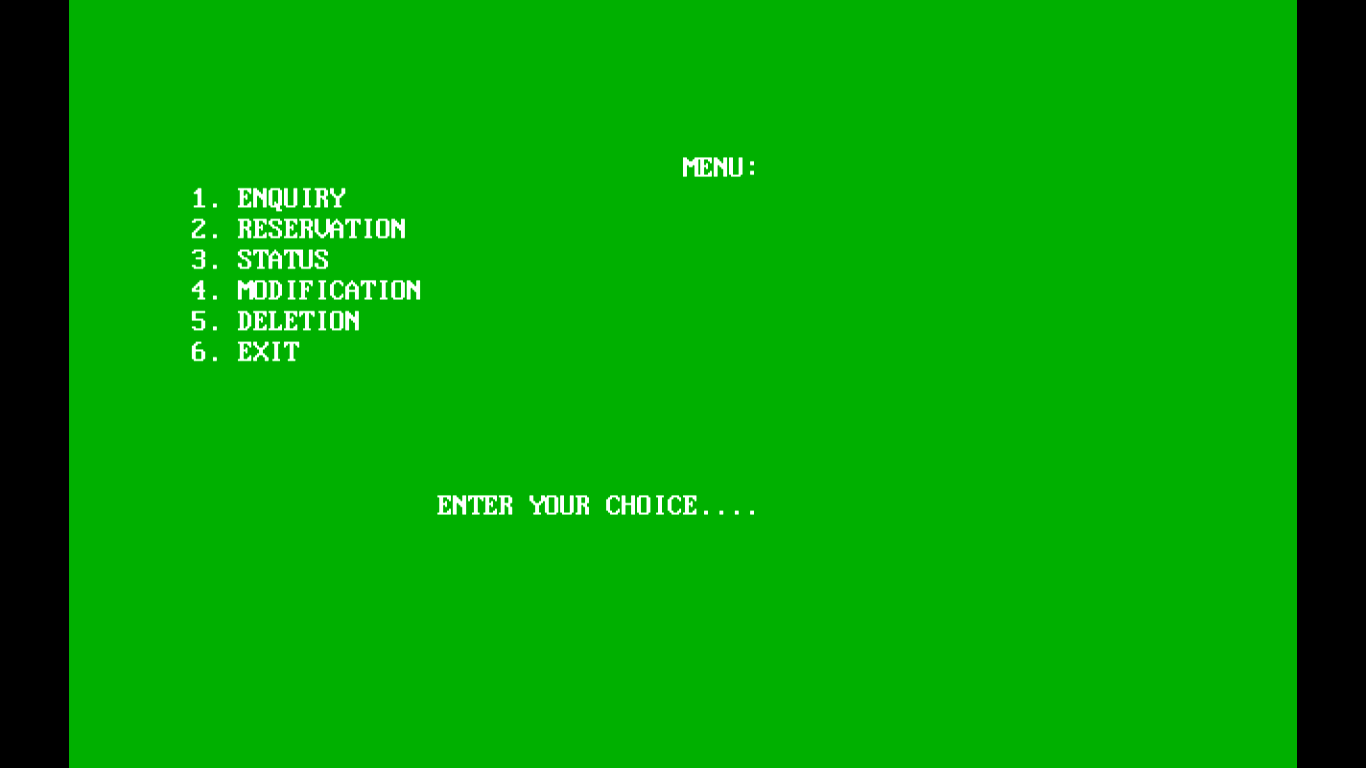 MENU:
1. ENQUIRY
2. RESERVATION
3. STATUS
4. MODIFICATION
5. DELETION
6. EXIT
ENTER YOUR CHOICE....